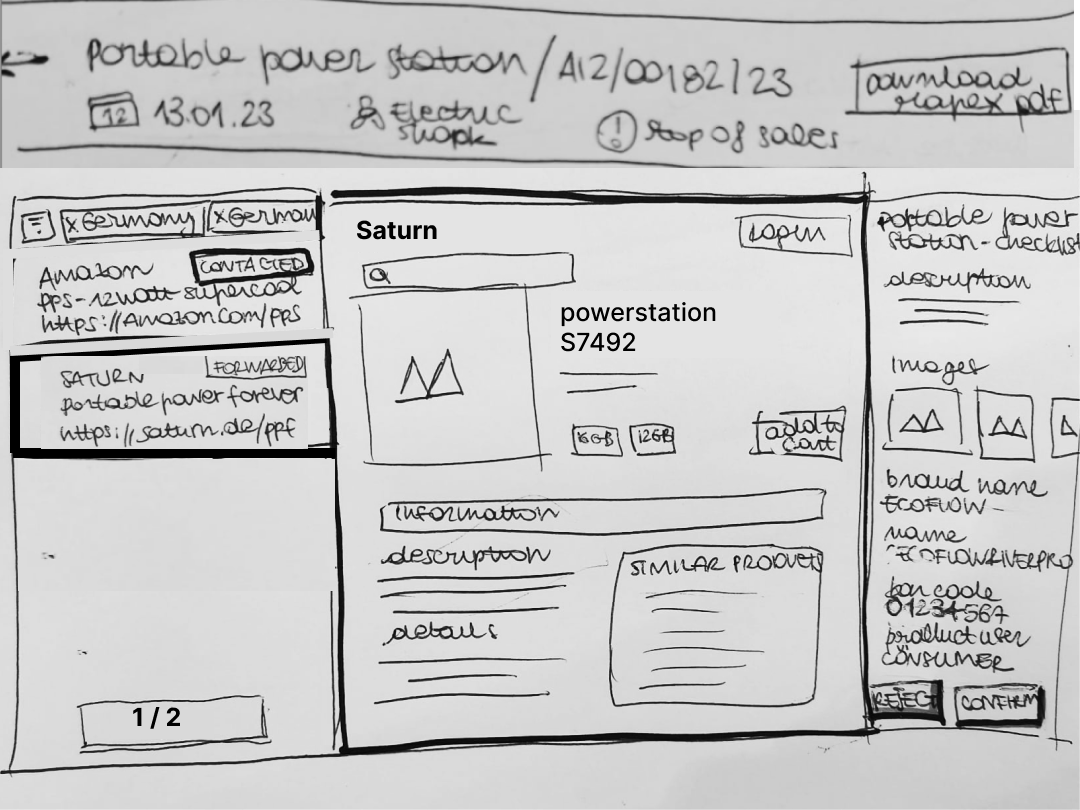 Portable power station / A12/00182/23
Download
rapex pdf
12 13.01.23
Electric
shock
stop of sales
x Germany
x German
Amazon
CONTACTED
pps-12watt-supercool
https://Amazon.com/pps
SATURN
FORWARDED
portable power forever
https://saturn.de/ppf
1 / 2
Saturn
Login
powerstation
S7492
12GB
add to
cart
information
description
details
SIMILAR PRODUCTS
portable power
station - checklist
description
Images
brand name
ECOFLOW
name
ECOFLOWRIVERPRO
bar code
01234567
product user
CONSUMER
REJECT
CONFIRM